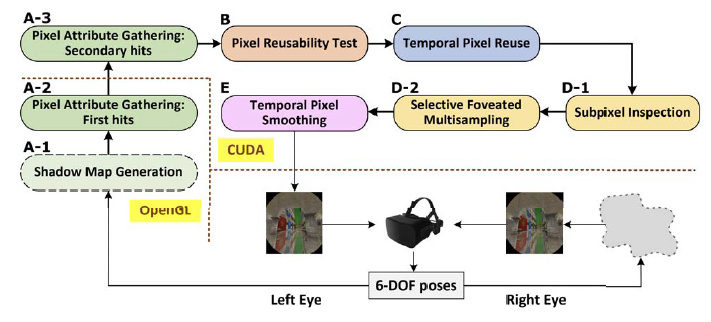 A-3
Pixel Attribute Gathering:
Secondary hits
B
Pixel Reusability Test
C
Temporal Pixel Reuse
A-2
Pixel Attribute Gathering:
First hits
E
Temporal Pixel
Smoothing
D-2
Selective Foveated
Multisampling
D-1
Subpixel Inspection
A-1
Shadow Map Generation
CUDA
OpenGL
6-DOF poses
Left Eye
Right Eye